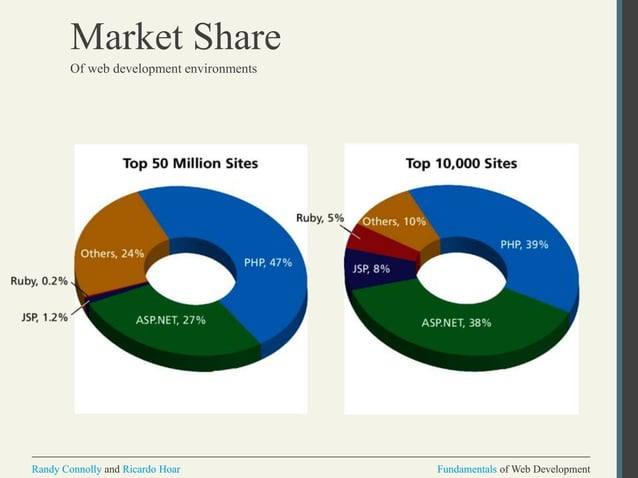 Market Share
Of web development environments
Top 50 Million Sites
Others, 24%
PHP, 47%
Ruby, 0.2%
JSP, 1.2%
ASP.NET, 27%
Top 10,000 Sites
Ruby, 5%
Others, 10%
PHP, 39%
JSP, 8%
ASP.NET, 38%
Randy Connolly and Ricardo Hoar
Fundamentals of Web Development